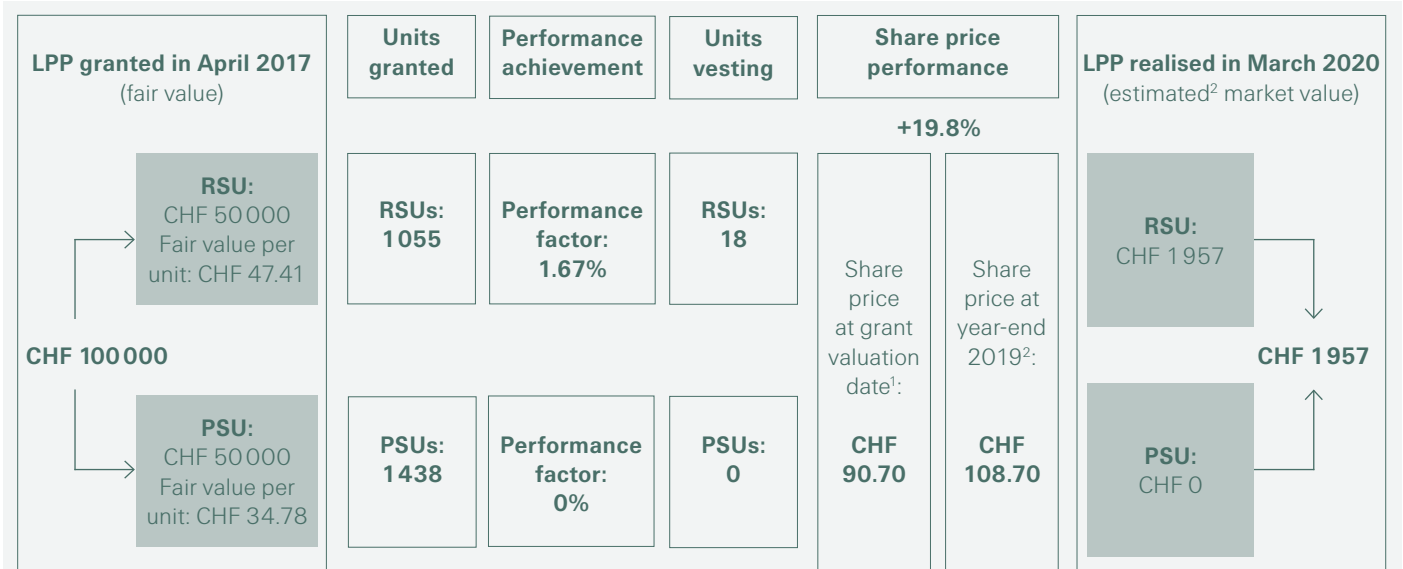 LPP granted in April 2017
(fair value)
Units
granted
Performance
achievement
Units
vesting
Share price
performance
LPP realised in March 2020
(estimated² market value)
+19.8%
RSU:
CHF 50 000
Fair value per
unit: CHF 47.41
RSUs:
1 055
Performance
factor:
1.67%
RSUs:
18
Share
price
at grant
valuation
date¹:
CHF
90.70
Share
price at
year-end
2019²:
CHF
108.70
RSU:
CHF 1 957
CHF 100 000
CHF 1 957
PSU:
CHF 50 000
Fair value per
unit: CHF 34.78
PSUs:
1 438
Performance
factor:
0%
PSUs:
0
PSU:
CHF 0